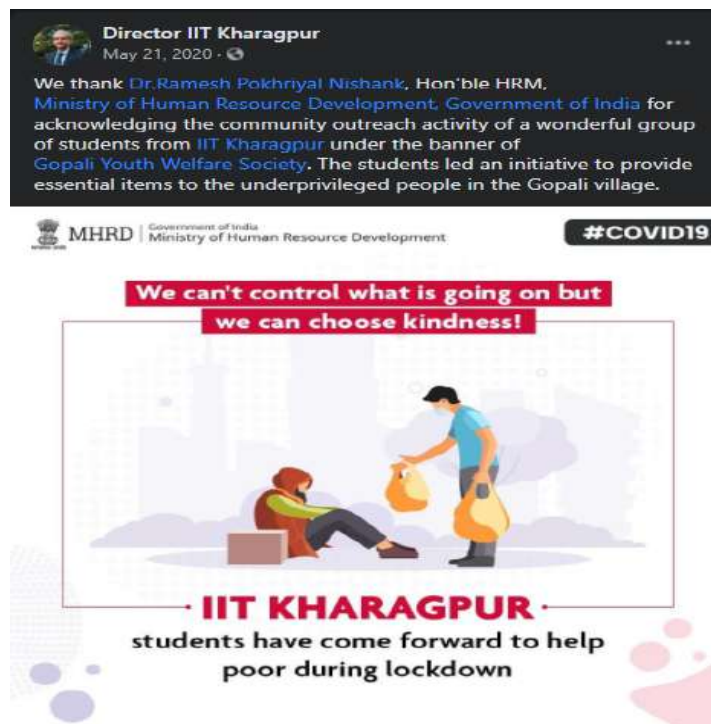 Director IIT Kharagpur
May 21, 2020 ·
We thank Dr.Ramesh Pokhriyal Nishank, Hon'ble HRM,
Ministry of Human Resource Development, Government of India for
acknowledging the community outreach activity of a wonderful group
of students from IIT Kharagpur under the banner of
Gopali Youth Welfare Society. The students led an initiative to provide
essential items to the underprivileged people in the Gopali village.
MHRD
Government of India
Ministry of Human Resource Development
#COVID19
We can't control what is going on but
we can choose kindness!
IIT KHARAGPUR
students have come forward to help
poor during lockdown